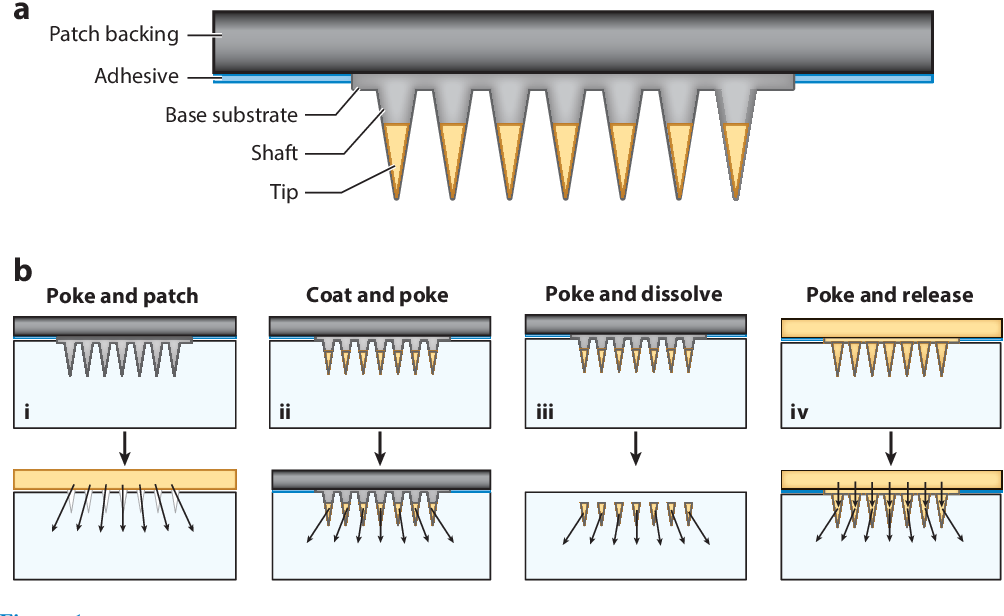 a
Patch backing
Adhesive
Base substrate
Shaft
Tip
b
Poke and patch
Coat and poke
Poke and dissolve
Poke and release
i
ii
iii
iv